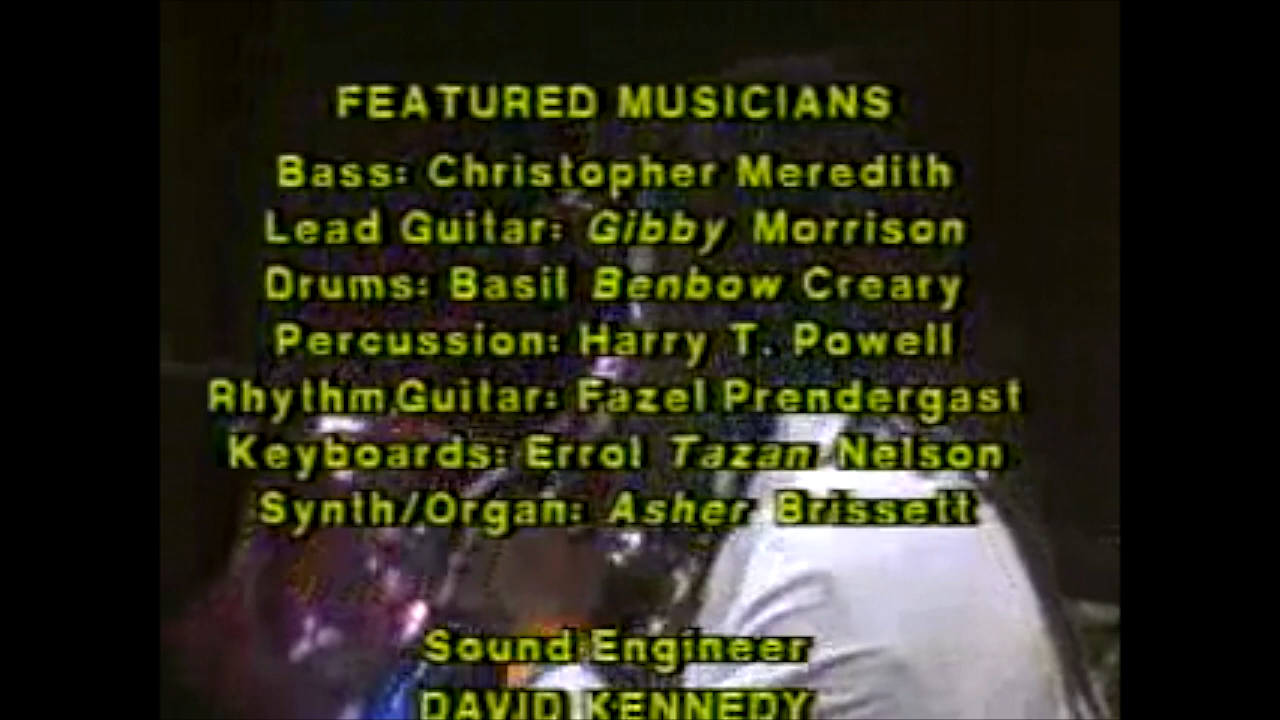 FEATURED MUSICIANS
Bass: Christopher Meredith
Lead Guitar: Gibby Morrison
Drums: Basil Benbow Creary
Percussion: Harry T. Powell
Rhythm Guitar: Fazel Prendergast
Keyboards: Errol Tazan Nelson
Synth/Organ: Asher Brissett
Sound Engineer
DAVID KENNEDY